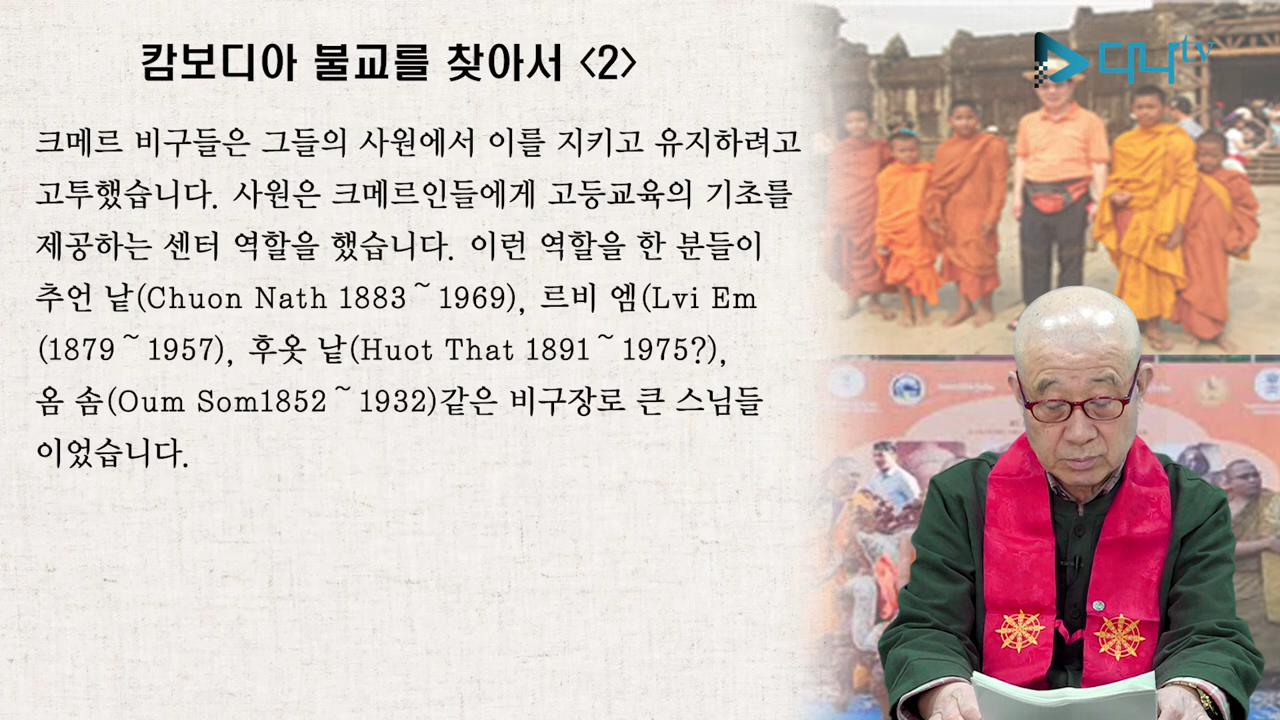 캄보디아 불교를 찾아서 <2>
다나tv
크메르 비구들은 그들의 사원에서 이를 지키고 유지하려고
고투했습니다. 사원은 크메르인들에게 고등교육의 기초를
제공하는 센터 역할을 했습니다. 이런 역할을 한 분들이
추언 낱(Chuon Nath 1883~1969), 르비 엠(Lvi Em
(1879~1957), 후옷 낱(Huot That 1891~1975?),
옴 솜(Oum Som1852~1932)같은 비구장로 큰 스님들
이었습니다.